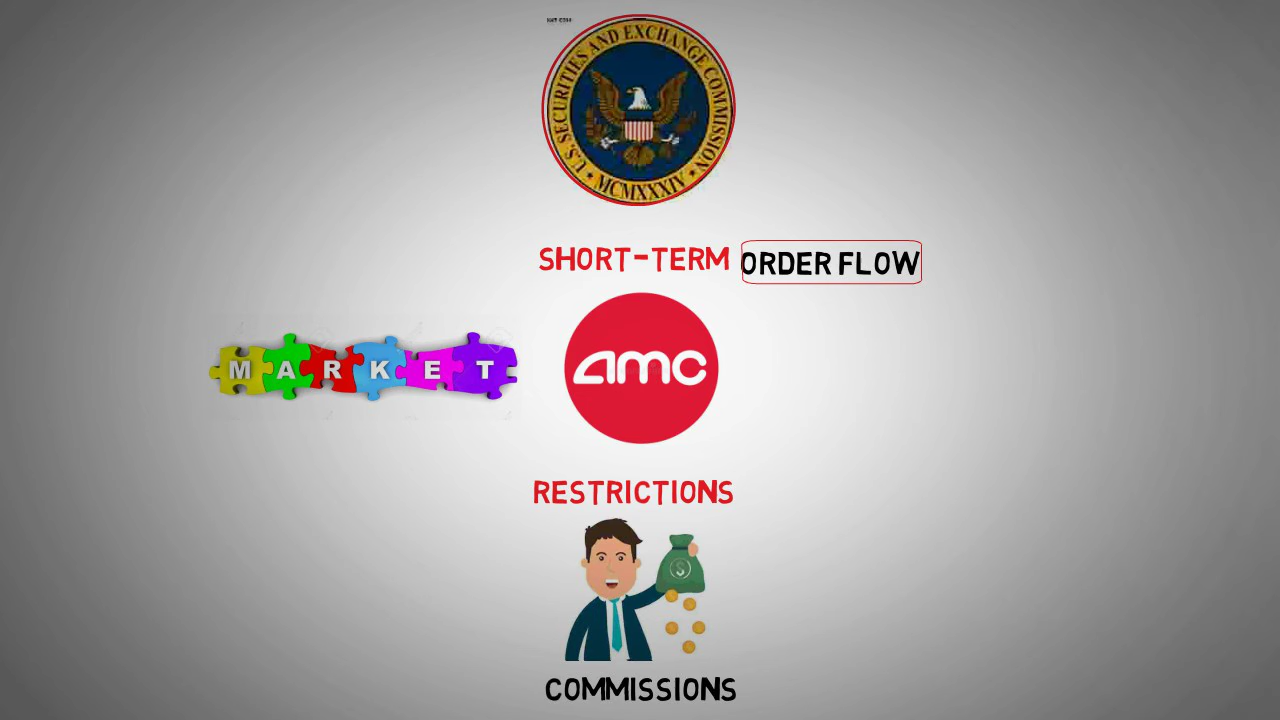 U.S. SECURITIES AND EXCHANGE COMMISSION
MCMXXXIV
SHORT-TERM ORDER FLOW
MARKET
amc
RESTRICTIONS
$
COMMISSIONS